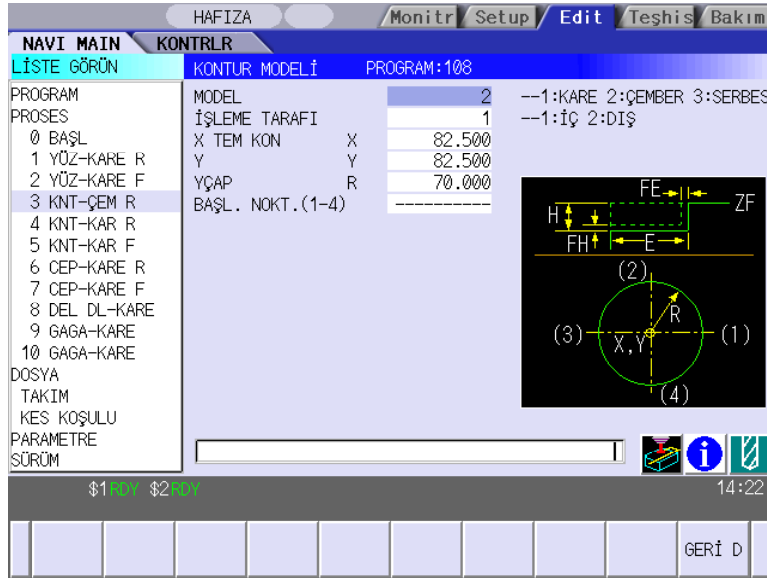 HAFIZA
Monitr Setup Edit Teşhis Bakım
NAVI MAIN KONTRLR
LİSTE GÖRÜN
KONTUR MODELİ PROGRAM:108
PROGRAM
PROSES
0 BAŞL
1 YÜZ-KARE R
2 YÜZ-KARE F
3 KNT-ÇEM R
4 KNT-KAR R
5 KNT-KAR F
6 CEP-KARE R
7 CEP-KARE F
8 DEL DL-KARE
9 GAGA-KARE
10 GAGA-KARE
DOSYA
TAKIM
KES KOŞULU
PARAMETRE
SÜRÜM
MODEL 2 --1:KARE 2:ÇEMBER 3:SERBES
İŞLEME TARAFI 1 --1:İÇ 2:DIŞ
X TEM KON X 82.500
Y Y 82.500
YÇAP R 70.000
BAŞL. NOKT.(1-4) ----------
FE
H ZF
FH E
(2)
R
(3) X,Y (1)
(4)
$1 RDY $2 RDY 14:22
GERİ D